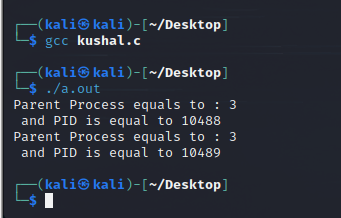 ┌──(kali㉿kali)-[~/Desktop]
└─$ gcc kushal.c
┌──(kali㉿kali)-[~/Desktop]
└─$ ./a.out
Parent Process equals to : 3
 and PID is equal to 10488
Parent Process equals to : 3
 and PID is equal to 10489
┌──(kali㉿kali)-[~/Desktop]
└─$